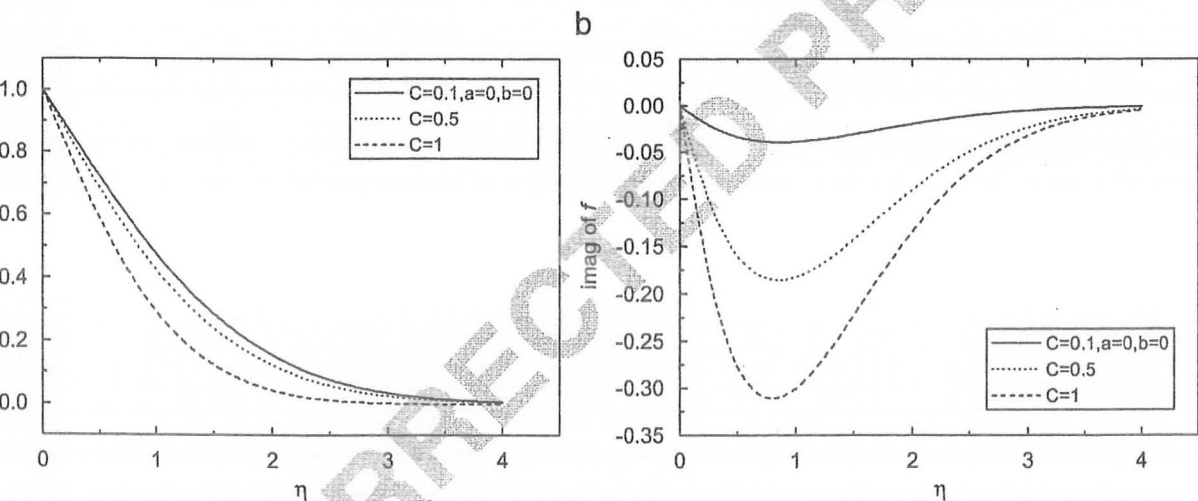 b
1.0
0.8
0.6
0.4
0.2
0.0
0
1
2
3
4
η
C=0.1,a=0,b=0
C=0.5
C=1
0.05
0.00
-0.05
-0.10
-0.15
-0.20
-0.25
-0.30
-0.35
imag of f
0
1
2
3
4
η
C=0.1,a=0,b=0
C=0.5
C=1
RRECTED PR